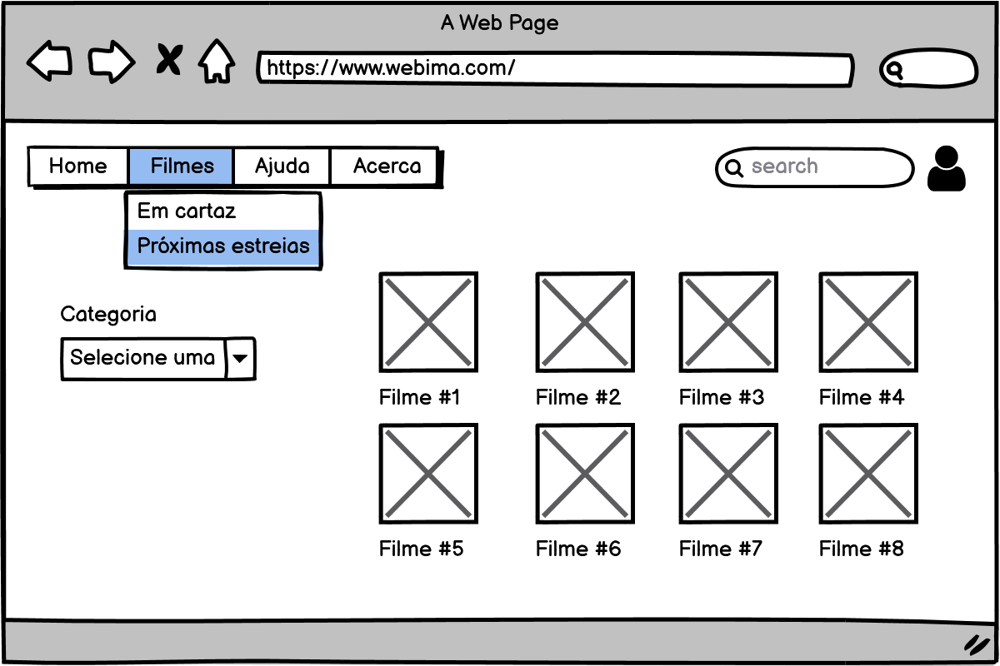 A Web Page
https://www.webima.com/
Home Filmes Ajuda Acerca
search
Em cartaz
Próximas estreias
Categoria
Selecione uma
Filme #1 Filme #2 Filme #3 Filme #4
Filme #5 Filme #6 Filme #7 Filme #8